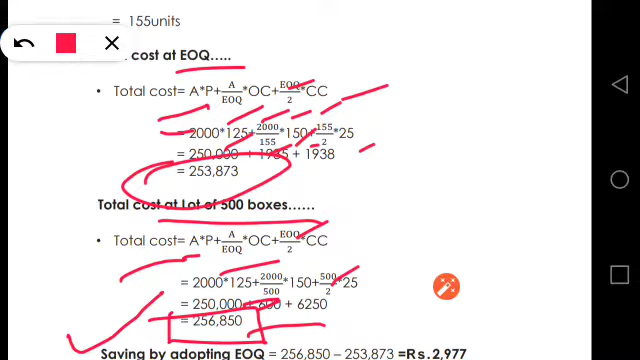 = 155units
cost at EOQ.....
• Total cost= A*P+A/EOQ*OC+EOQ/2*CC
= 2000*125+2000/155*150+155/2*25
= 250,000 + 1935 + 1938
= 253,873
Total cost at Lot of 500 boxes......
• Total cost= A*P+A/EOQ*OC+EOQ/2*CC
= 2000*125+2000/500*150+500/2*25
= 250,000 + 600 + 6250
= 256,850
Saving by adopting EOQ = 256,850 – 253,873 =Rs.2,977